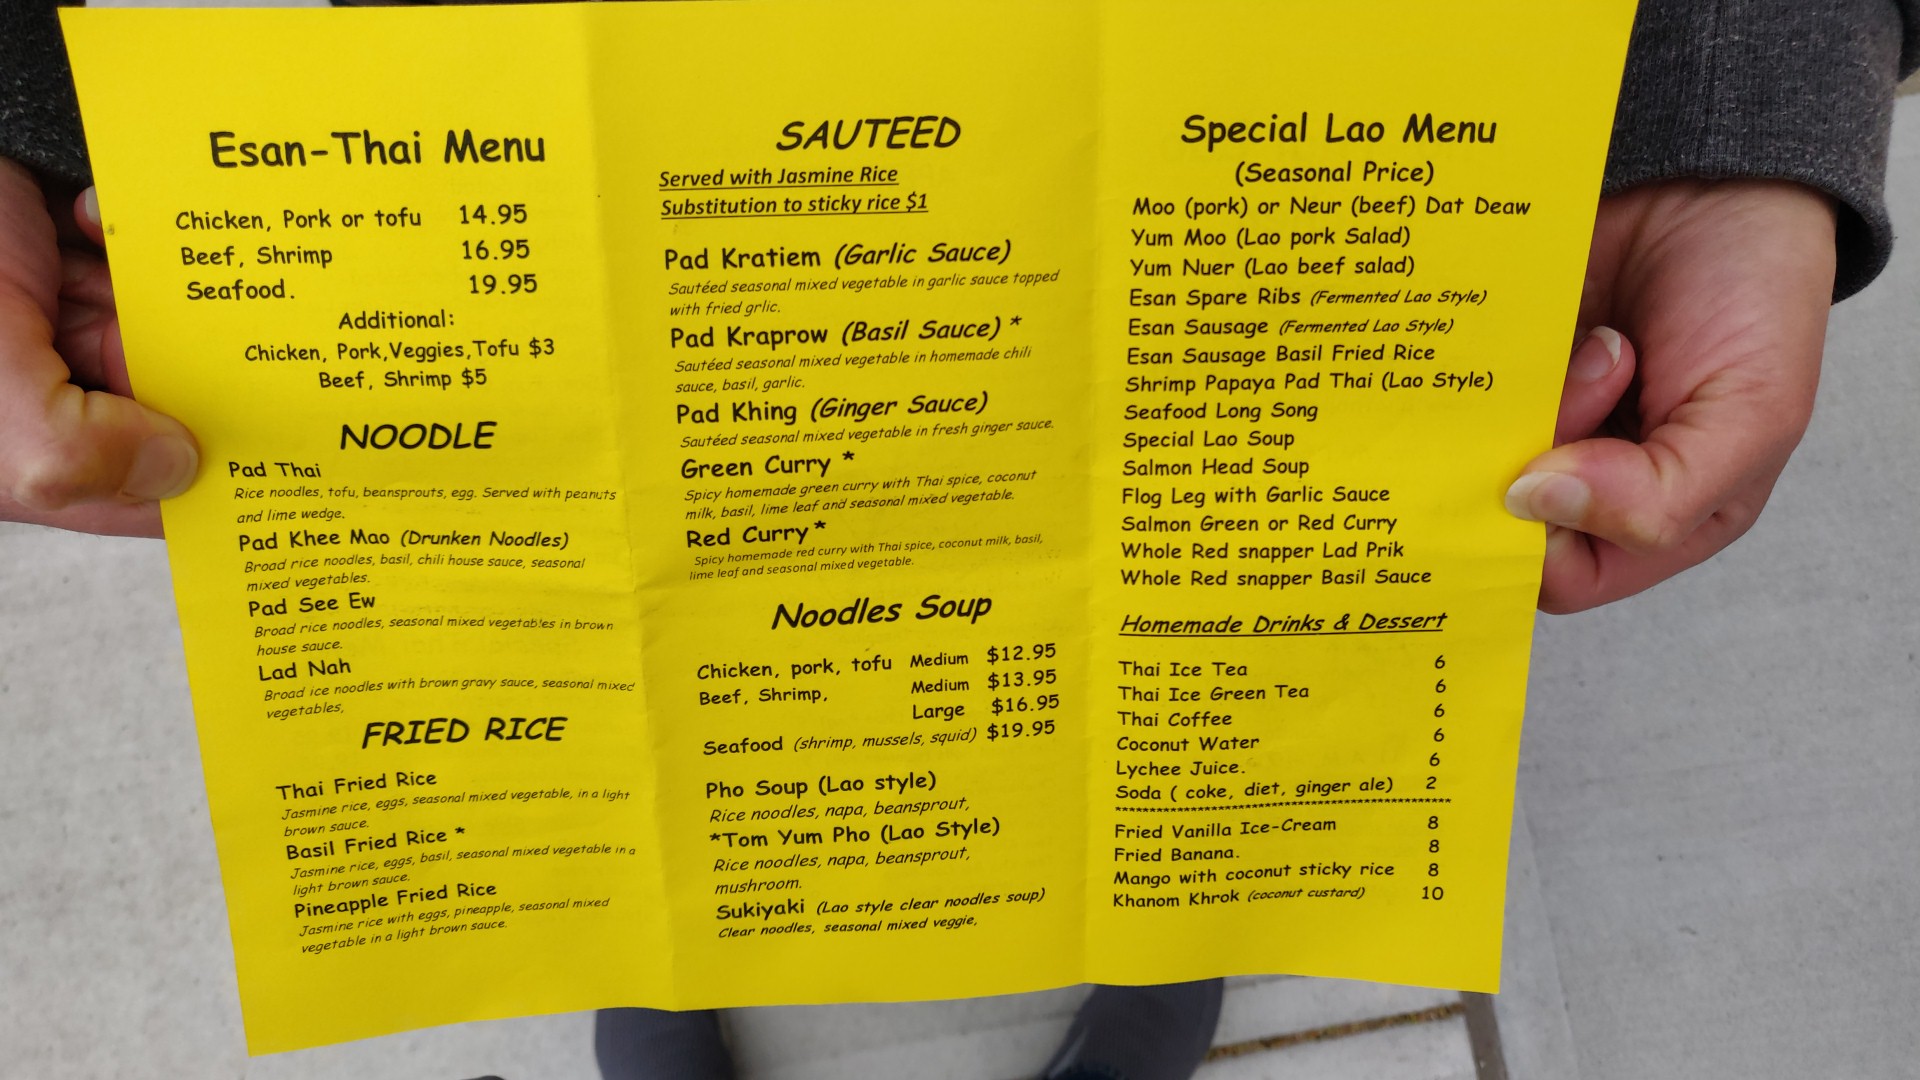 Esan-Thai Menu
Chicken, Pork or tofu 14.95
Beef, Shrimp 16.95
Seafood. 19.95
Additional:
Chicken, Pork,Veggies,Tofu $3
Beef, Shrimp $5
NOODLE
Pad Thai
Rice noodles, tofu, beansprouts, egg. Served with peanuts
and lime wedge.
Pad Khee Mao (Drunken Noodles)
Broad rice noodles, basil, chili house sauce, seasonal
mixed vegetables.
Pad See Ew
Broad rice noodles, seasonal mixed vegetables in brown
house sauce.
Lad Nah
Broad ice noodles with brown gravy sauce, seasonal mixed
vegetables,
FRIED RICE
Thai Fried Rice
Jasmine rice, eggs, seasonal mixed vegetable, in a light
brown sauce.
Basil Fried Rice *
Jasmine rice, eggs, basil, seasonal mixed vegetable in a
light brown sauce.
Pineapple Fried Rice
Jasmine rice with eggs, pineapple, seasonal mixed
vegetable in a light brown sauce.
SAUTEED
Served with Jasmine Rice
Substitution to sticky rice $1
Pad Kratiem (Garlic Sauce)
Sautéed seasonal mixed vegetable in garlic sauce topped
with fried grlic.
Pad Kraprow (Basil Sauce) *
Sautéed seasonal mixed vegetable in homemade chili
sauce, basil, garlic.
Pad Khing (Ginger Sauce)
Sautéed seasonal mixed vegetable in fresh ginger sauce.
Green Curry *
Spicy homemade green curry with Thai spice, coconut
milk, basil, lime leaf and seasonal mixed vegetable.
Red Curry *
Spicy homemade red curry with Thai spice, coconut milk, basil,
lime leaf and seasonal mixed vegetable.
Noodles Soup
Chicken, pork, tofu Medium $12.95
Beef, Shrimp, Medium $13.95
Large $16.95
Seafood (shrimp, mussels, squid) $19.95
Pho Soup (Lao style)
Rice noodles, napa, beansprout,
*Tom Yum Pho (Lao Style)
Rice noodles, napa, beansprout,
mushroom.
Sukiyaki (Lao style clear noodles soup)
Clear noodles, seasonal mixed veggie,
Special Lao Menu
(Seasonal Price)
Moo (pork) or Neur (beef) Dat Deaw
Yum Moo (Lao pork Salad)
Yum Nuer (Lao beef salad)
Esan Spare Ribs (Fermented Lao Style)
Esan Sausage (Fermented Lao Style)
Esan Sausage Basil Fried Rice
Shrimp Papaya Pad Thai (Lao Style)
Seafood Long Song
Special Lao Soup
Salmon Head Soup
Flog Leg with Garlic Sauce
Salmon Green or Red Curry
Whole Red snapper Lad Prik
Whole Red snapper Basil Sauce
Homemade Drinks & Dessert
Thai Ice Tea 6
Thai Ice Green Tea 6
Thai Coffee 6
Coconut Water 6
Lychee Juice. 6
Soda ( coke, diet, ginger ale) 2
************************************************
Fried Vanilla Ice-Cream 8
Fried Banana. 8
Mango with coconut sticky rice 8
Khanom Khrok (coconut custard) 10